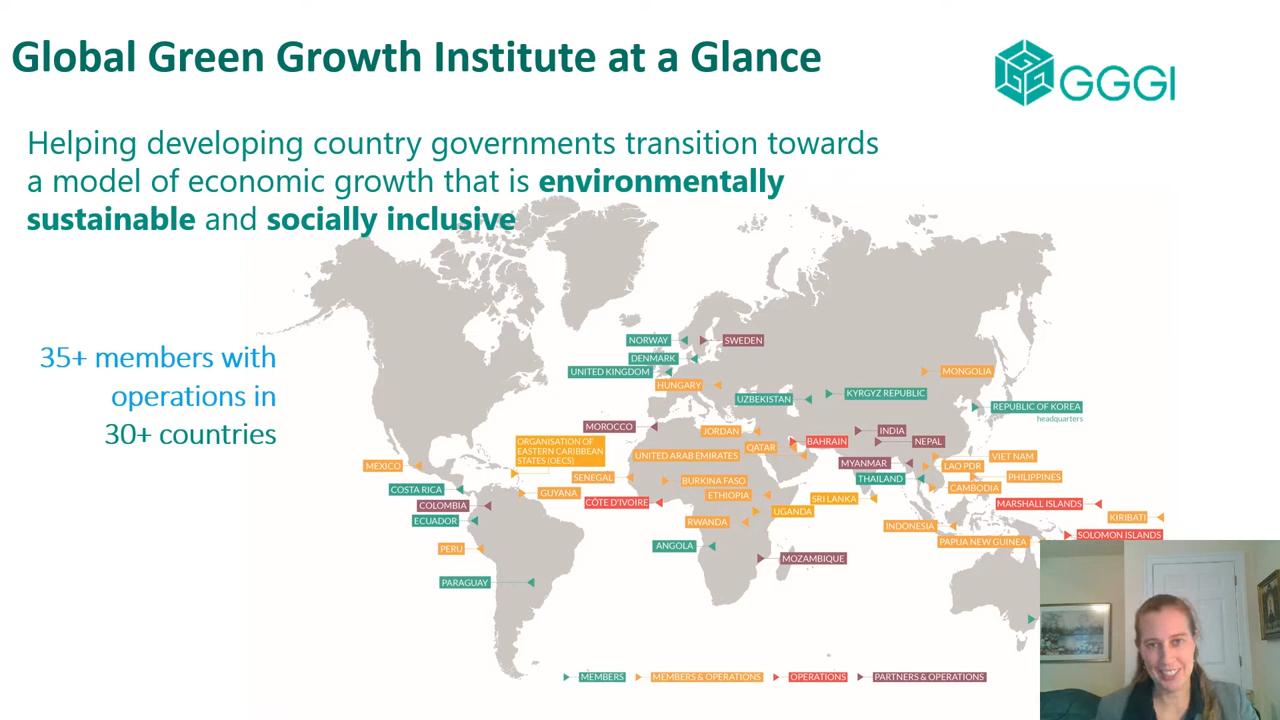 Global Green Growth Institute at a Glance
GGGI
Helping developing country governments transition towards
a model of economic growth that is environmentally
sustainable and socially inclusive
35+ members with
operations in
30+ countries
NORWAY
SWEDEN
DENMARK
UNITED KINGDOM
HUNGARY
MONGOLIA
UZBEKISTAN
KYRGYZ REPUBLIC
REPUBLIC OF KOREA
headquarters
MOROCCO
JORDAN
INDIA
QATAR
BAHRAIN
NEPAL
ORGANISATION OF
EASTERN CARIBBEAN
STATES (OECS)
UNITED ARAB EMIRATES
VIET NAM
MEXICO
MYANMAR
LAO PDR
SENEGAL
BURKINA FASO
THAILAND
PHILIPPINES
COSTA RICA
GUYANA
ETHIOPIA
SRI LANKA
CAMBODIA
COLOMBIA
CÔTE D'IVOIRE
UGANDA
MARSHALL ISLANDS
ECUADOR
RWANDA
INDONESIA
KIRIBATI
PERU
ANGOLA
PAPUA NEW GUINEA
SOLOMON ISLANDS
MOZAMBIQUE
PARAGUAY
MEMBERS
MEMBERS & OPERATIONS
OPERATIONS
PARTNERS & OPERATIONS